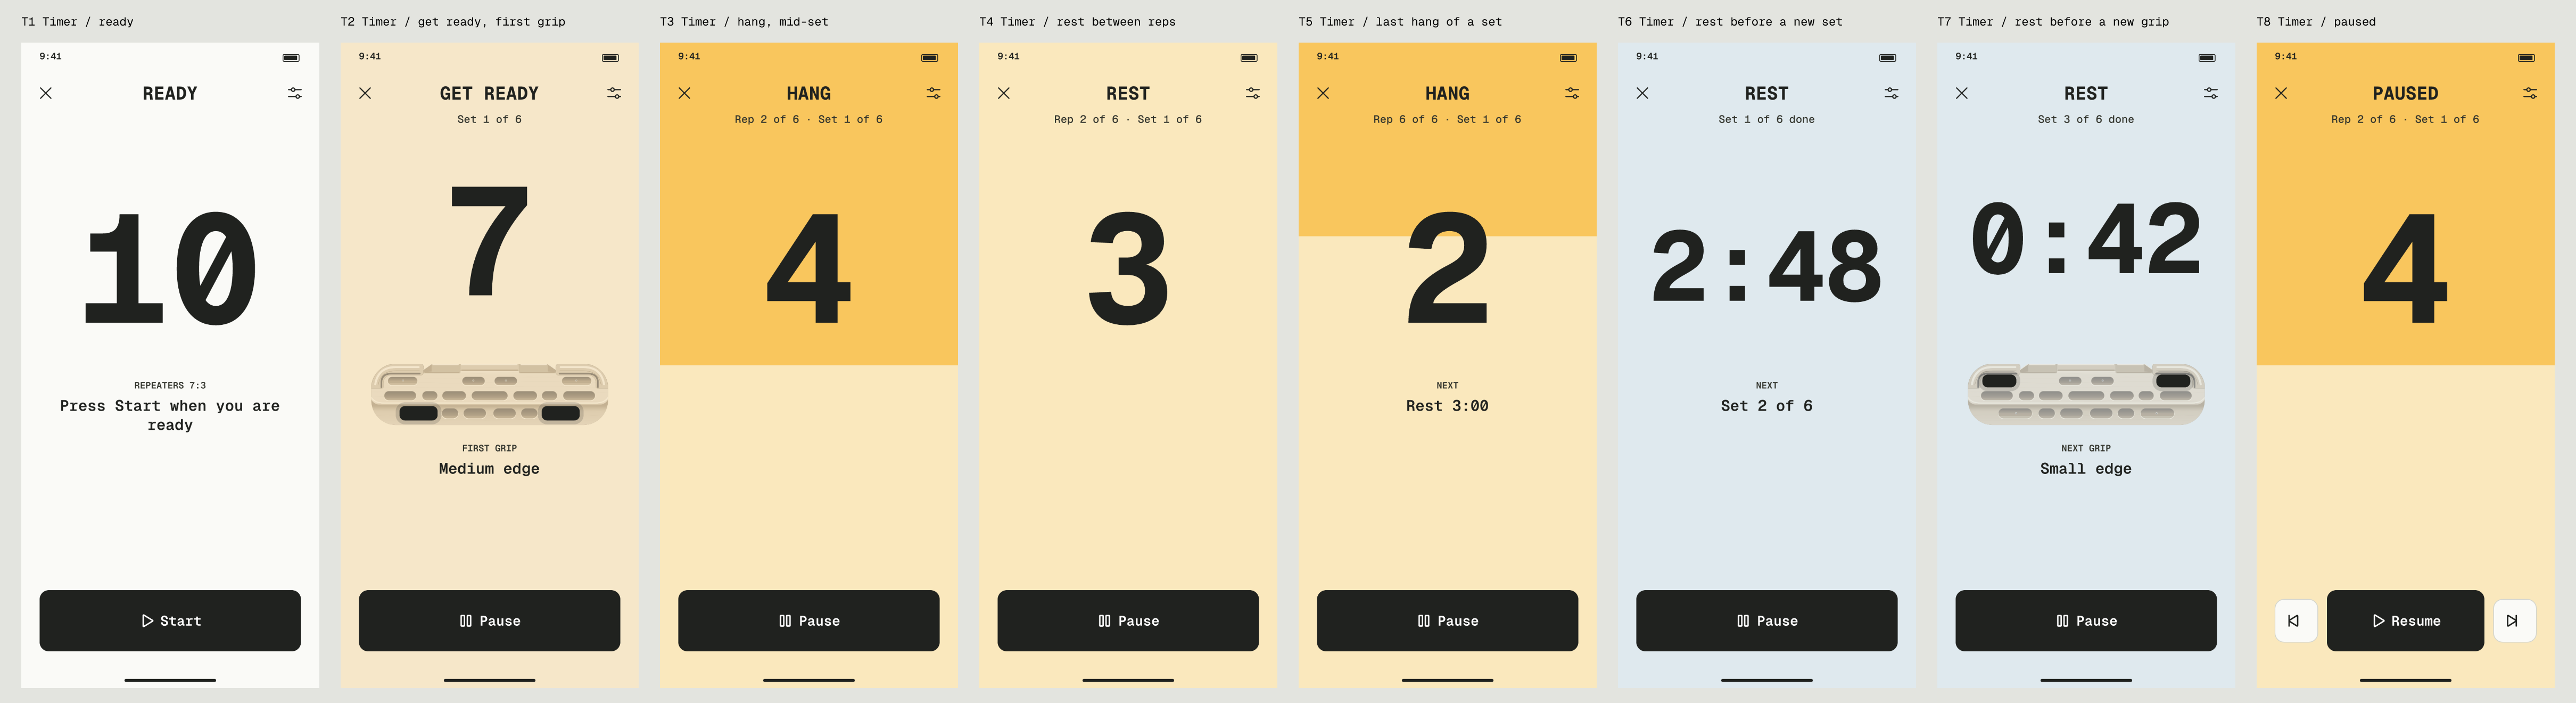 T1 Timer / ready
9:41
READY
10
REPEATERS 7:3
Press Start when you are
ready
Start
T2 Timer / get ready, first grip
9:41
GET READY
Set 1 of 6
7
FIRST GRIP
Medium edge
Pause
T3 Timer / hang, mid-set
9:41
HANG
Rep 2 of 6 · Set 1 of 6
4
Pause
T4 Timer / rest between reps
9:41
REST
Rep 2 of 6 · Set 1 of 6
3
Pause
T5 Timer / last hang of a set
9:41
HANG
Rep 6 of 6 · Set 1 of 6
2
NEXT
Rest 3:00
Pause
T6 Timer / rest before a new set
9:41
REST
Set 1 of 6 done
2:48
NEXT
Set 2 of 6
Pause
T7 Timer / rest before a new grip
9:41
REST
Set 3 of 6 done
0:42
NEXT GRIP
Small edge
Pause
T8 Timer / paused
9:41
PAUSED
Rep 2 of 6 · Set 1 of 6
4
Resume